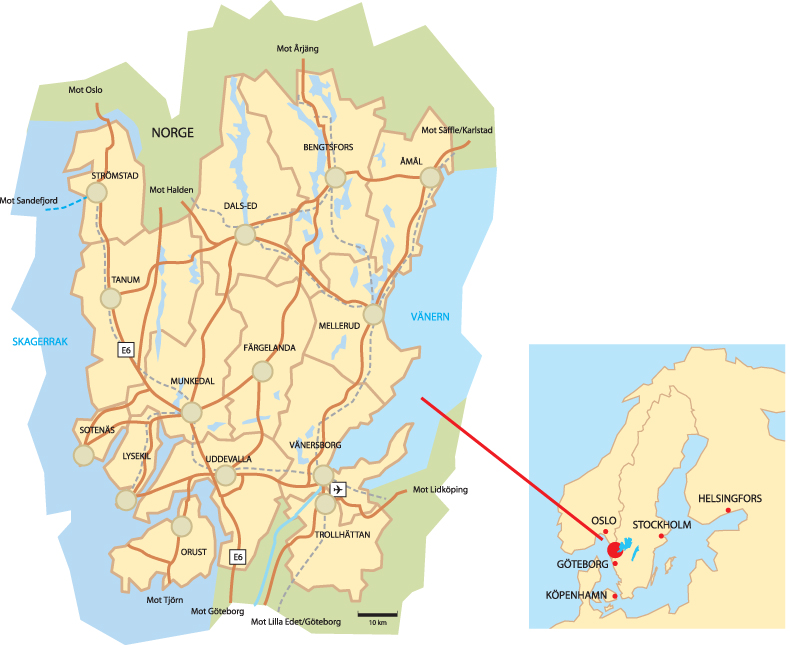 Mot Årjäng
Mot Oslo
NORGE
Mot Säffle/Karlstad
BENGTSFORS
ÅMÅL
STRÖMSTAD
Mot Halden
Mot Sandefjord
DALS-ED
TANUM
VÄNERN
MELLERUD
SKAGERRAK
E6
FÄRGELANDA
MUNKEDAL
SOTENÄS
VÄNERSBORG
LYSEKIL
UDDEVALLA
Mot Lidköping
HELSINGFORS
OSLO
STOCKHOLM
TROLLHÄTTAN
ORUST
E6
GÖTEBORG
KÖPENHAMN
Mot Tjörn
Mot Göteborg
Mot Lilla Edet/Göteborg
10 km